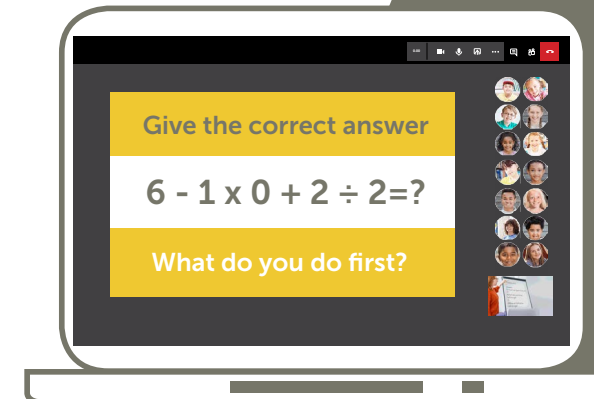 Give the correct answer
6 - 1 x 0 + 2 ÷ 2=?
What do you do first?